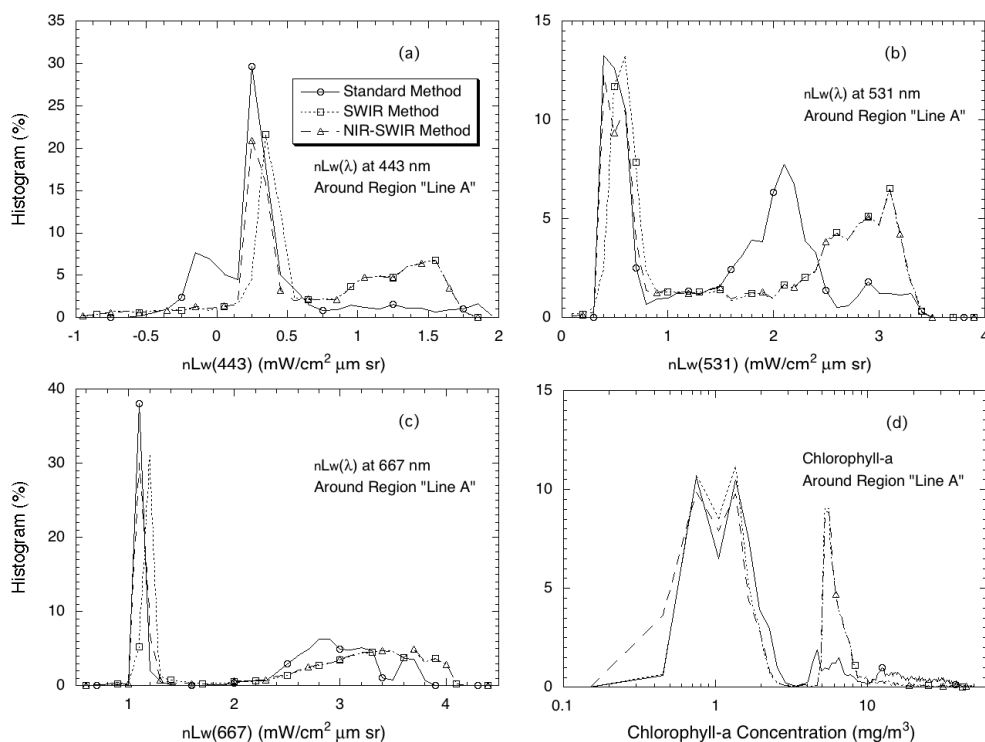 (a)
35
30
25
20
15
10
5
0
Histogram (%)
Standard Method
SWIR Method
NIR-SWIR Method
nLw(λ) at 443 nm
Around Region "Line A"
-1 -0.5 0 0.5 1 1.5 2
nLw(443) (mW/cm² µm sr)
(b)
15
10
5
0
nLw(λ) at 531 nm
Around Region "Line A"
0 1 2 3 4
nLw(531) (mW/cm² µm sr)
(c)
40
30
20
10
0
Histogram (%)
nLw(λ) at 667 nm
Around Region "Line A"
1 2 3 4
nLw(667) (mW/cm² µm sr)
(d)
15
10
5
0
Chlorophyll-a
Around Region "Line A"
0.1 1 10
Chlorophyll-a Concentration (mg/m³)